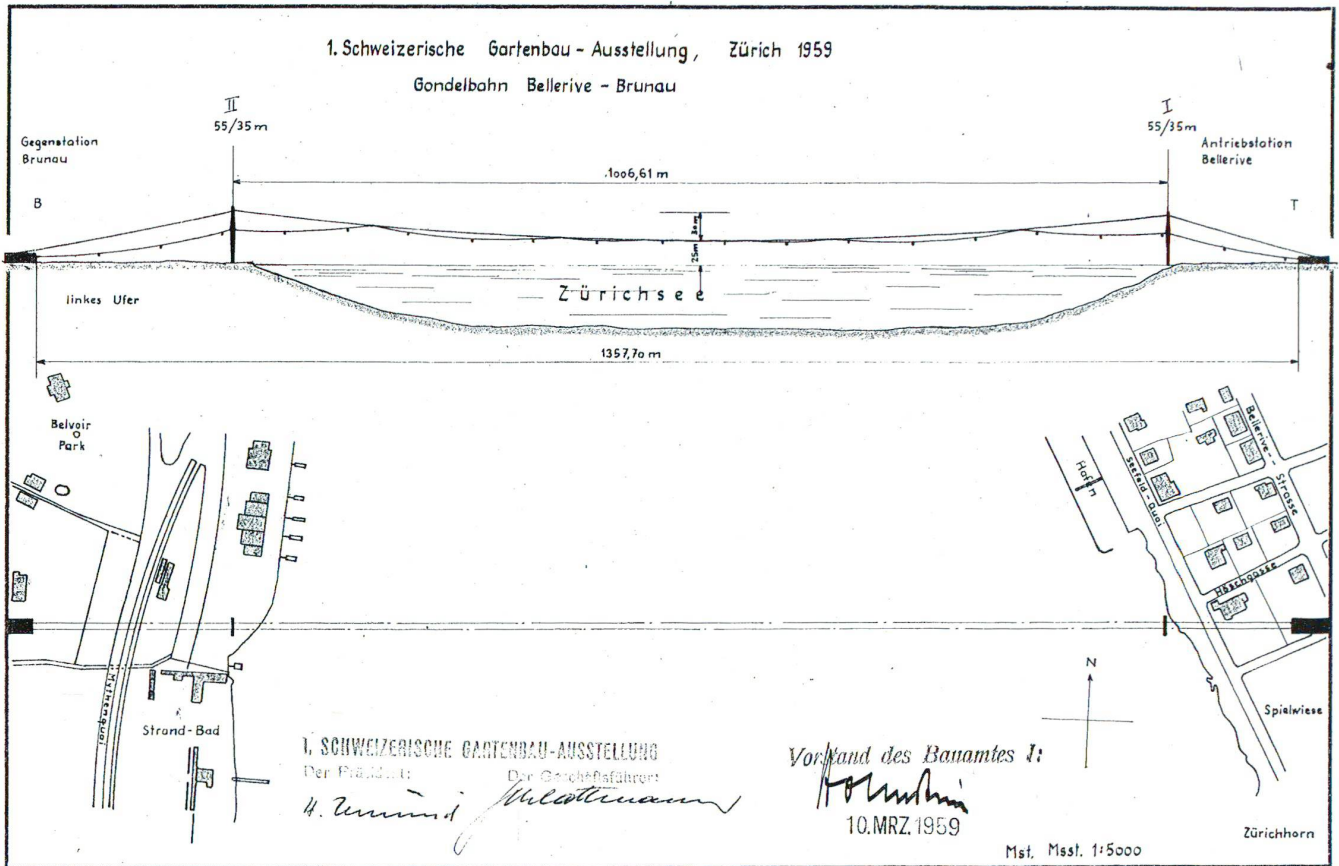 1. Schweizerische Gartenbau - Ausstellung, Zürich 1959
Gondelbahn Bellerive - Brunau
II
55/35 m
I
55/35 m
Gegenstation
Brunau
Antriebstation
Bellerive
1006,61 m
B
T
30m
25m
linkes Ufer
Zürichsee
1357,70 m
Belvoir
Park
Hafen
Seefeld-Quai
Bellerive-Strasse
Höschgasse
Mythenquai
Strand-Bad
N
Spielwiese
1. SCHWEIZERISCHE GARTENBAU-AUSSTELLUNG
Der Präsident:
Der Geschäftsführer:
Vorstand des Bauamtes I:
10.MRZ.1959
Zürichhorn
Mst. Msst. 1:5000